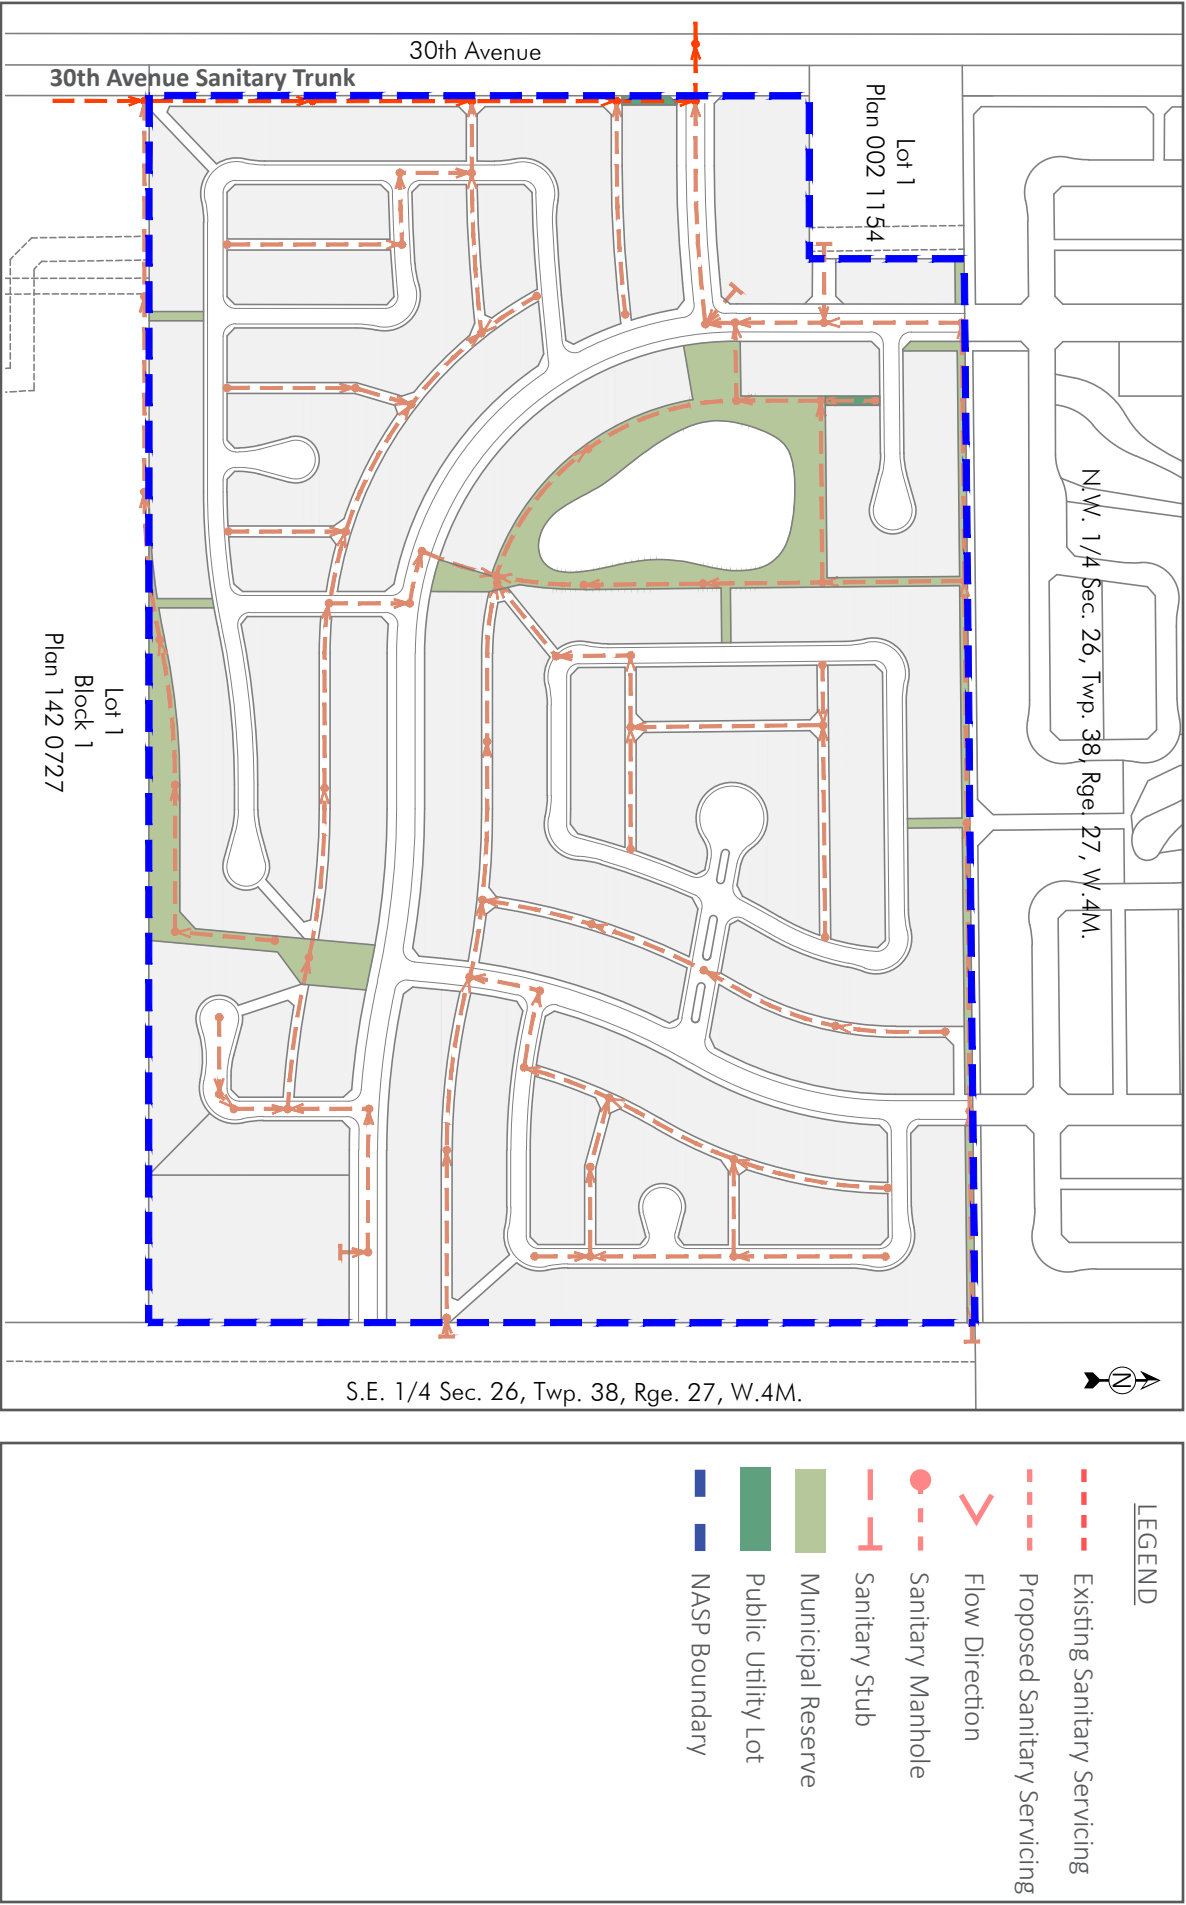 30th Avenue
30th Avenue Sanitary Trunk
Lot 1
Plan 002 1154
N.W. 1/4 Sec. 26, Twp. 38, Rge. 27, W.4M.
Lot 1
Block 1
Plan 142 0727
S.E. 1/4 Sec. 26, Twp. 38, Rge. 27, W.4M.
N
LEGEND
Existing Sanitary Servicing
Proposed Sanitary Servicing
Flow Direction
Sanitary Manhole
Sanitary Stub
Municipal Reserve
Public Utility Lot
NASP Boundary